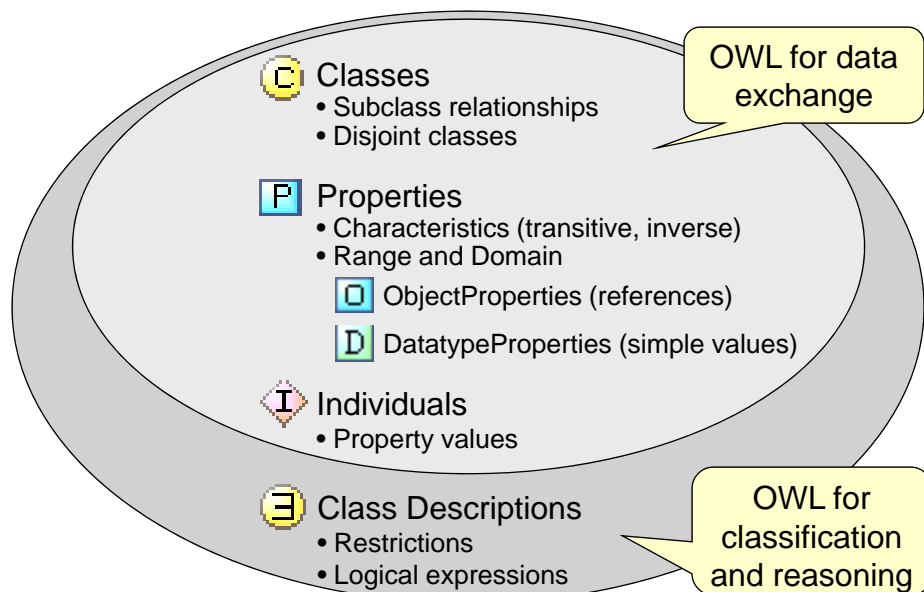 C Classes
• Subclass relationships
• Disjoint classes
OWL for data
exchange
P Properties
• Characteristics (transitive, inverse)
• Range and Domain
O ObjectProperties (references)
D DatatypeProperties (simple values)
I Individuals
• Property values
∃ Class Descriptions
• Restrictions
• Logical expressions
OWL for
classification
and reasoning